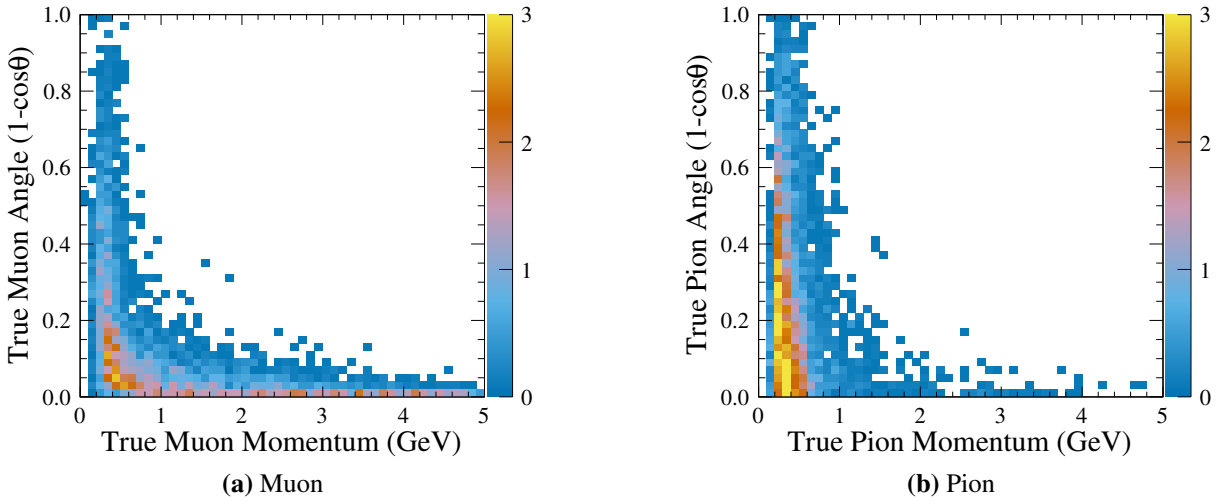 True Muon Angle (1-cosθ)
1.0
0.8
0.6
0.4
0.2
0.0
0 1 2 3 4 5
True Muon Momentum (GeV)
3
2
1
0
(a) Muon
True Pion Angle (1-cosθ)
1.0
0.8
0.6
0.4
0.2
0.0
0 1 2 3 4 5
True Pion Momentum (GeV)
3
2
1
0
(b) Pion